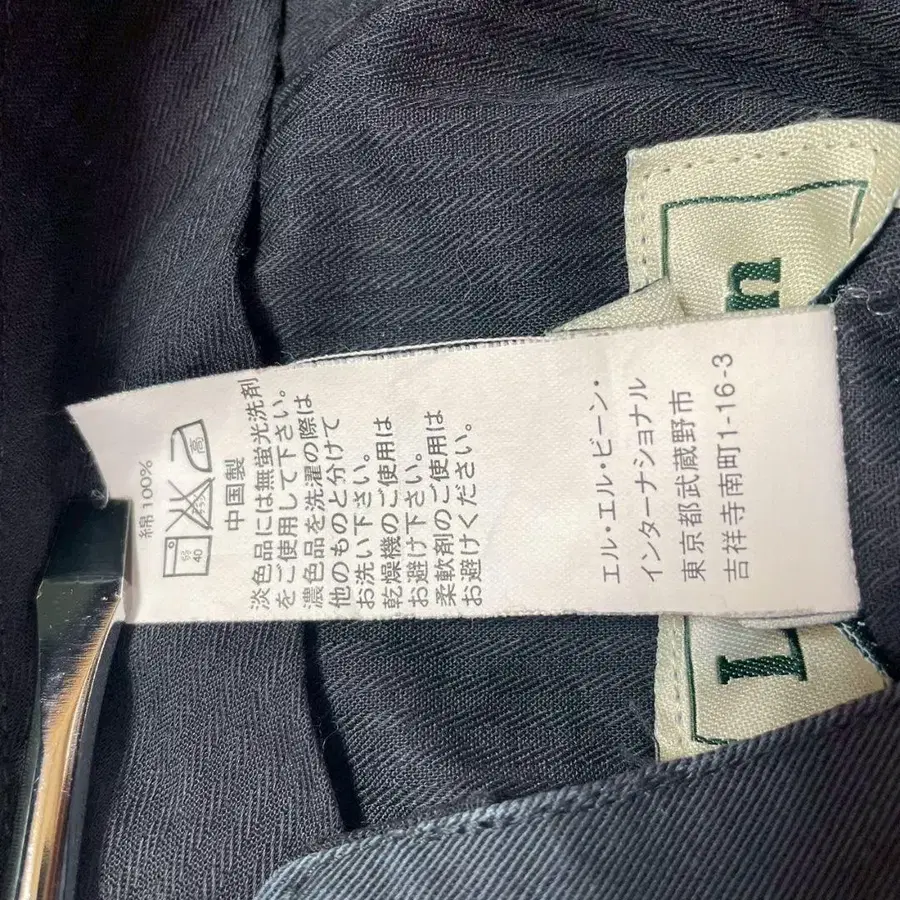 綿100%
40
エンソ
高
中国製
淡色品には無蛍光洗剤
をご使用して下さい。
濃色品を洗濯の際は
他のものと分けて
お洗い下さい。
乾燥機のご使用は
お避け下さい。
柔軟剤のご使用は
お避けください。
エル・エル・ビーン・
インターナショナル
東京都武蔵野市
吉祥寺南町1-16-3
L
n